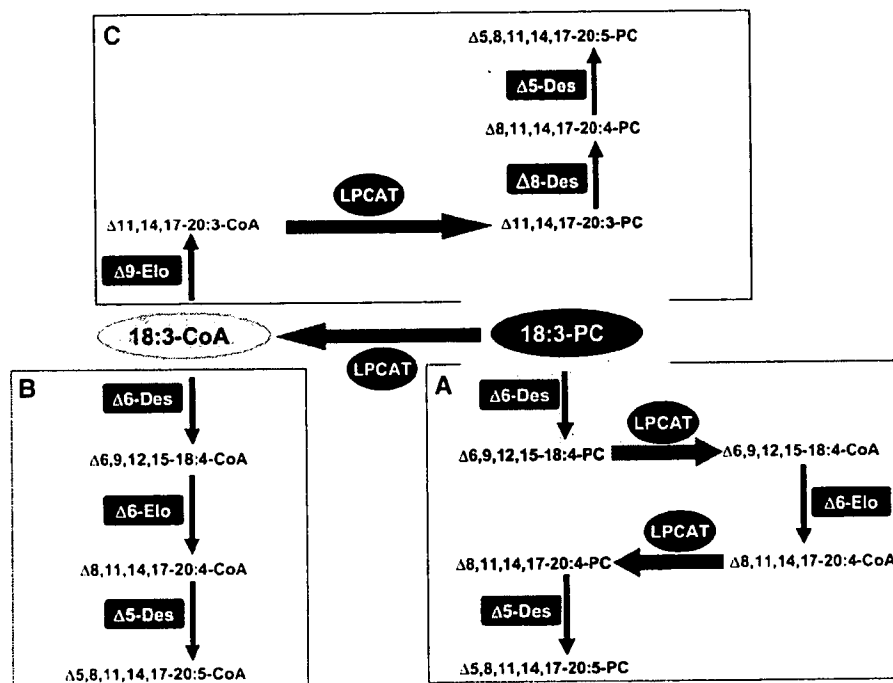 C
Δ5,8,11,14,17-20:5-PC
Δ5-Des
Δ8,11,14,17-20:4-PC
LPCAT
Δ8-Des
Δ11,14,17-20:3-CoA
Δ11,14,17-20:3-PC
Δ9-Elo
18:3-CoA
18:3-PC
LPCAT
B
Δ6-Des
Δ6,9,12,15-18:4-CoA
Δ6-Elo
Δ8,11,14,17-20:4-CoA
Δ5-Des
Δ5,8,11,14,17-20:5-CoA
A
Δ6-Des
LPCAT
Δ6,9,12,15-18:4-PC
Δ6,9,12,15-18:4-CoA
Δ6-Elo
LPCAT
Δ8,11,14,17-20:4-PC
Δ8,11,14,17-20:4-CoA
Δ5-Des
Δ5,8,11,14,17-20:5-PC